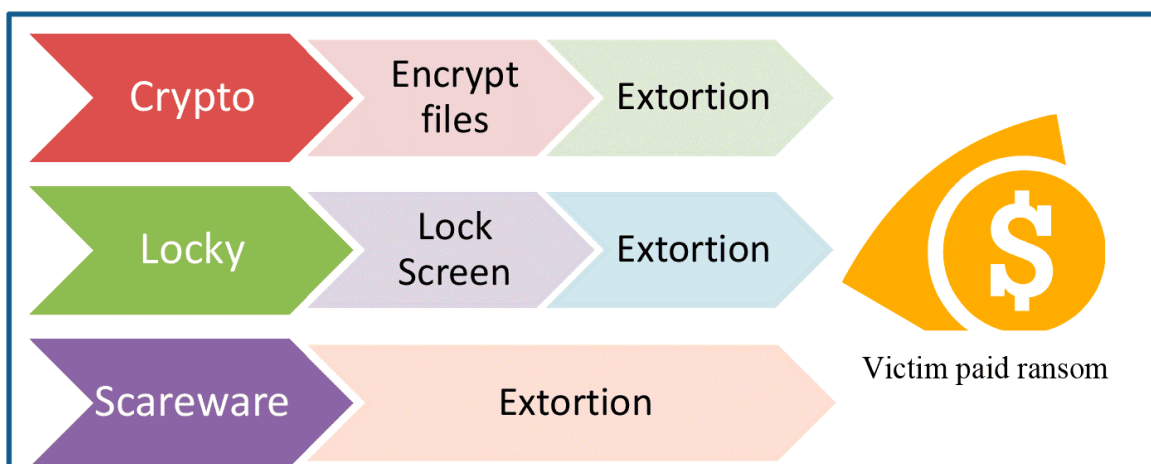 Crypto
Encrypt
files
Extortion
Locky
Lock
Screen
Extortion
Scareware
Extortion
$
Victim paid ransom